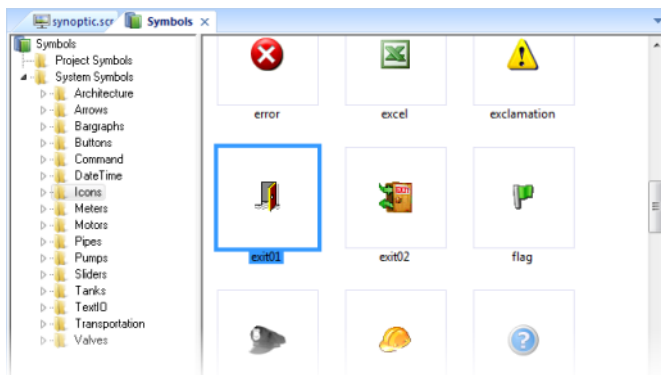 synoptic.scr
Symbols
Symbols
Project Symbols
System Symbols
Architecture
Arrows
Bargraphs
Buttons
Command
DateTime
Icons
Meters
Motors
Pipes
Pumps
Sliders
Tanks
TextIO
Transportation
Valves
error excel exclamation
exit01 exit02 flag